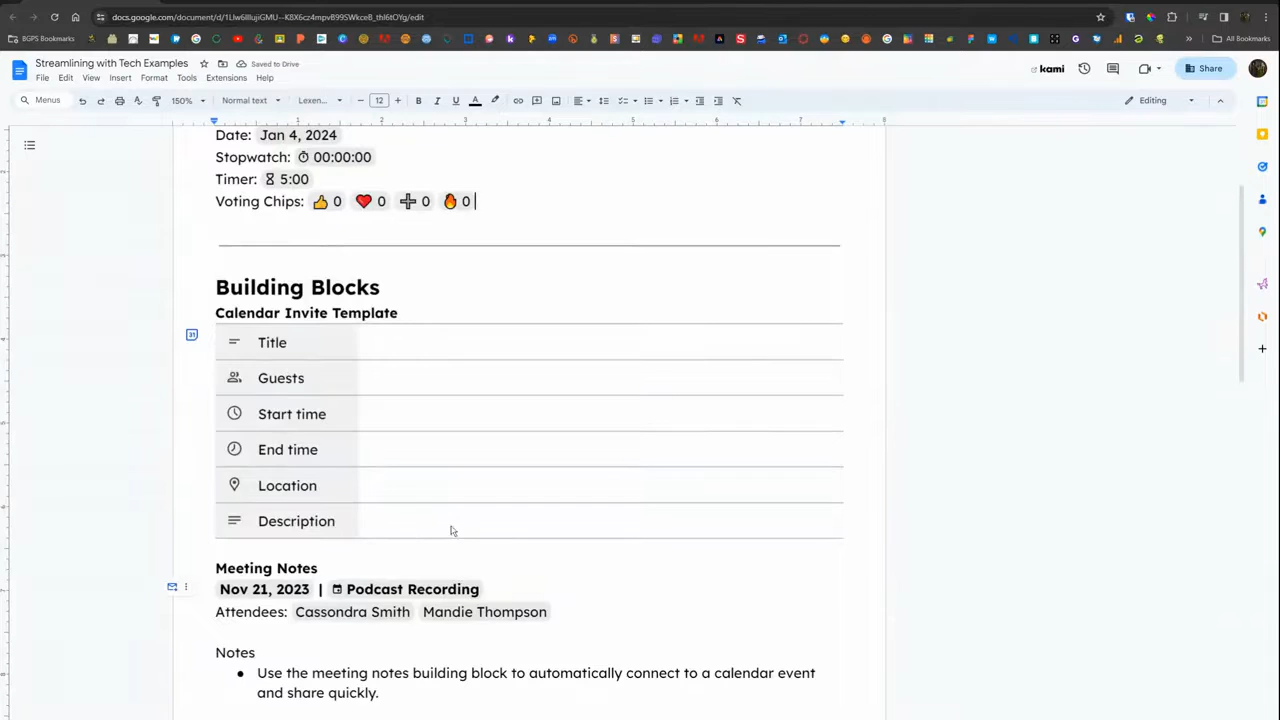 docs.google.com/document/d/1Llw6lllujiGMU--K8X6cz4mpvB99SWkceB_thl6tOYg/edit
BGPS Bookmarks
All Bookmarks
Streamlining with Tech Examples
Saved to Drive
File Edit View Insert Format Tools Extensions Help
kami
Share
Menus
150%
Normal text
Lexen...
12
Editing
Date: Jan 4, 2024
Stopwatch: 00:00:00
Timer: 5:00
Voting Chips: 👍 0 ❤️ 0 ➕ 0 🔥 0
Building Blocks
Calendar Invite Template
31
Title
Guests
Start time
End time
Location
Description
Meeting Notes
Nov 21, 2023 | Podcast Recording
Attendees: Cassondra Smith Mandie Thompson
Notes
● Use the meeting notes building block to automatically connect to a calendar event
and share quickly.